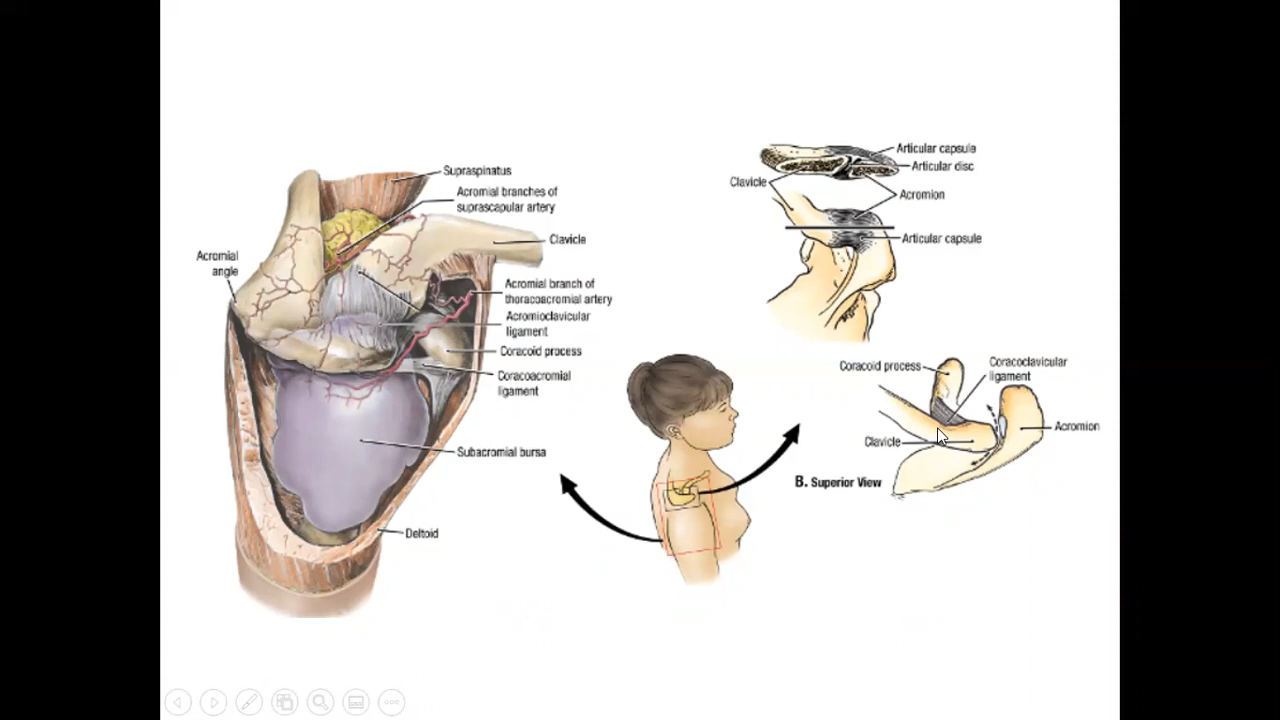 Supraspinatus
Acromial branches of
suprascapular artery
Clavicle
Acromial
angle
Acromial branch of
thoracoacromial artery
Acromioclavicular
ligament
Coracoid process
Coracoacromial
ligament
Subacromial bursa
Deltoid
Articular capsule
Articular disc
Clavicle
Acromion
Articular capsule
Coracoid process
Coracoclavicular
ligament
Acromion
Clavicle
B. Superior View